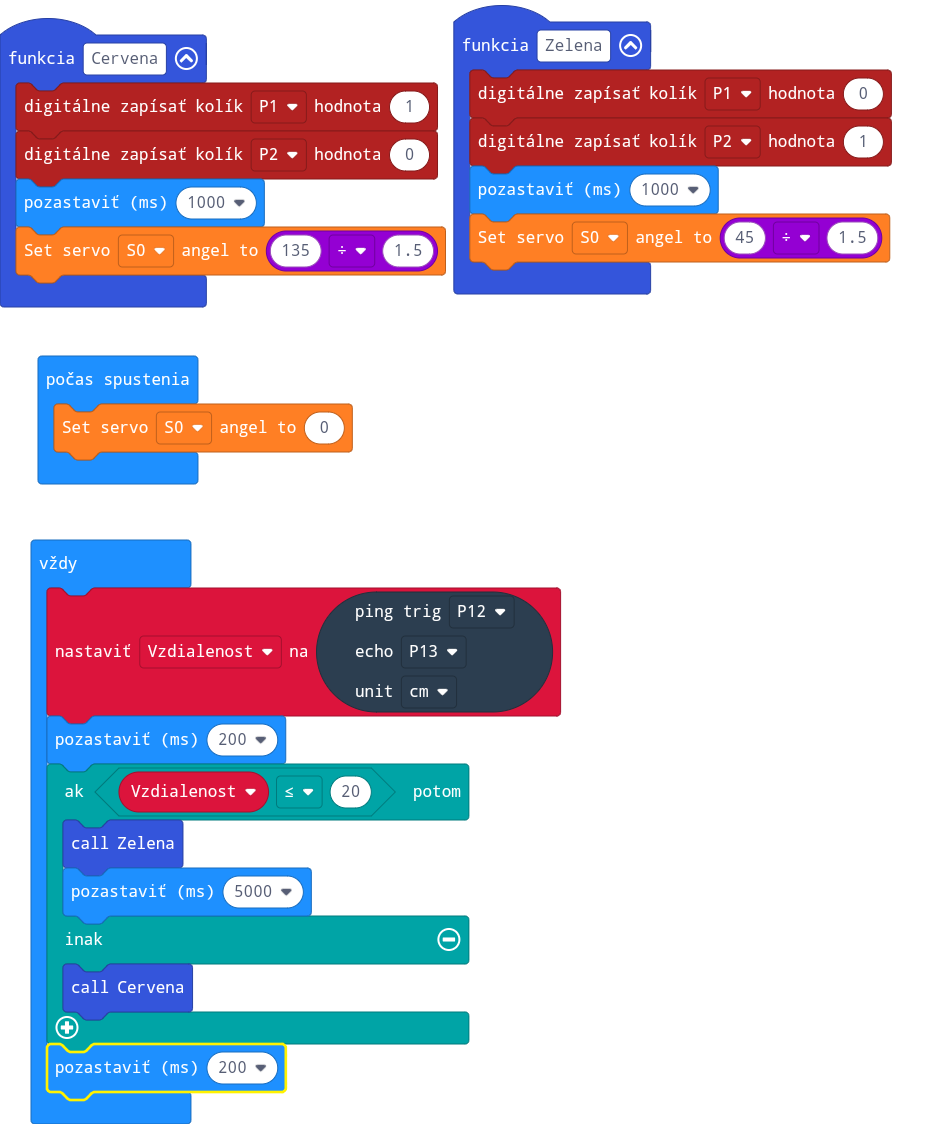 funkcia Cervena
digitálne zapísať kolík P1 hodnota 1
digitálne zapísať kolík P2 hodnota 0
pozastaviť (ms) 1000
Set servo S0 angel to 135 ÷ 1.5
funkcia Zelena
digitálne zapísať kolík P1 hodnota 0
digitálne zapísať kolík P2 hodnota 1
pozastaviť (ms) 1000
Set servo S0 angel to 45 ÷ 1.5
počas spustenia
Set servo S0 angel to 0
vždy
ping trig P12
nastaviť Vzdialenost na echo P13
unit cm
pozastaviť (ms) 200
ak Vzdialenost ≤ 20 potom
call Zelena
pozastaviť (ms) 5000
inak
call Cervena
pozastaviť (ms) 200